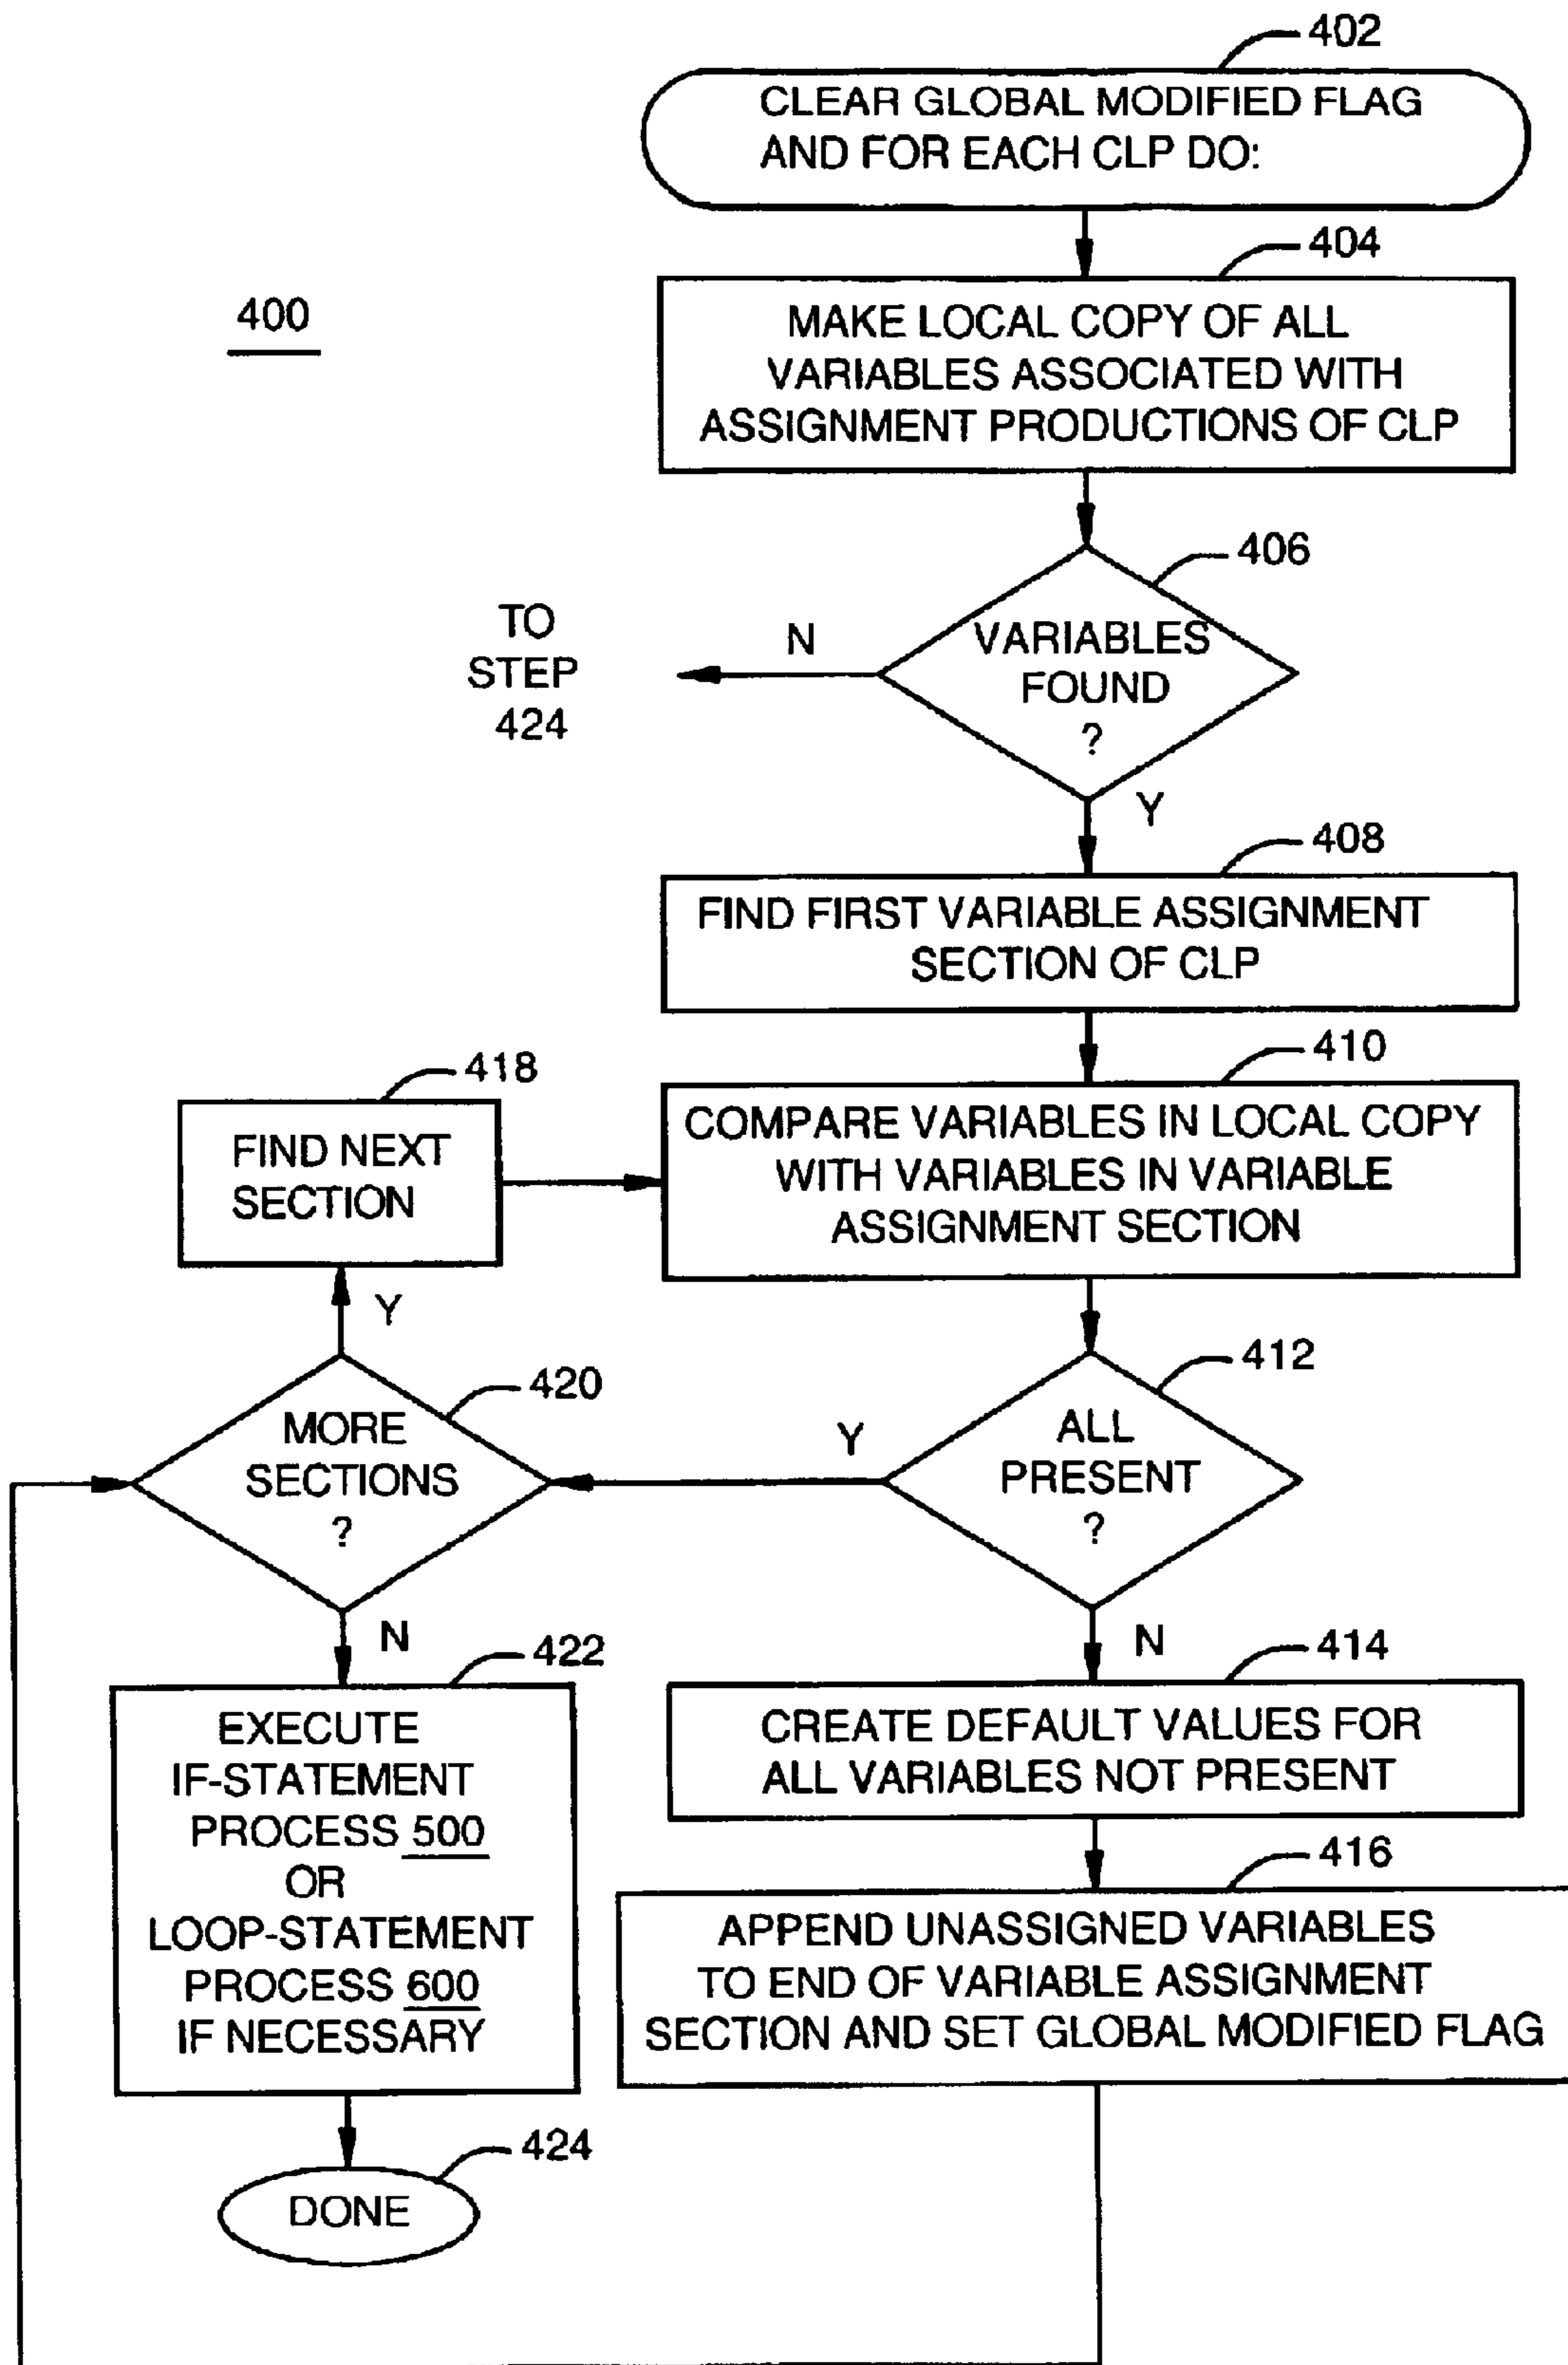 402
CLEAR GLOBAL MODIFIED FLAG
AND FOR EACH CLP DO:
404
400
MAKE LOCAL COPY OF ALL
VARIABLES ASSOCIATED WITH
ASSIGNMENT PRODUCTIONS OF CLP
406
TO
STEP
424
N
VARIABLES
FOUND
?
Y
408
FIND FIRST VARIABLE ASSIGNMENT
SECTION OF CLP
410
418
COMPARE VARIABLES IN LOCAL COPY
WITH VARIABLES IN VARIABLE
ASSIGNMENT SECTION
FIND NEXT
SECTION
Y
412
420
ALL
PRESENT
?
Y
MORE
SECTIONS
?
N
422
N
414
EXECUTE
IF-STATEMENT
PROCESS 500
OR
LOOP-STATEMENT
PROCESS 600
IF NECESSARY
CREATE DEFAULT VALUES FOR
ALL VARIABLES NOT PRESENT
416
APPEND UNASSIGNED VARIABLES
TO END OF VARIABLE ASSIGNMENT
SECTION AND SET GLOBAL MODIFIED FLAG
424
DONE